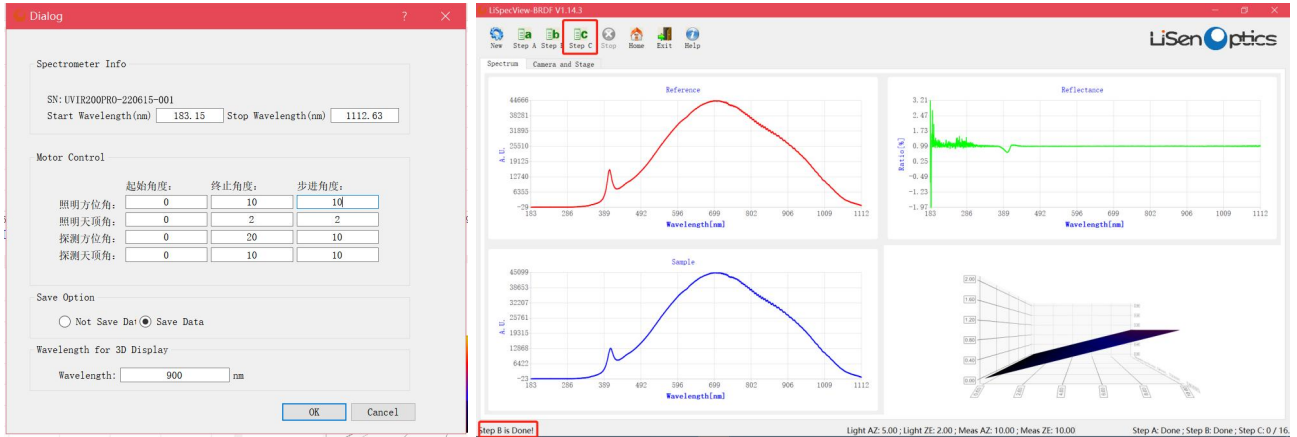 Dialog
Spectrometer Info
SN:UVIR200PRO-220615-001
Start Wavelength(nm) 183.15 Stop Wavelength(nm) 1112.63
Motor Control
起始角度： 终止角度： 步进角度：
照明方位角： 0 10 10
照明天顶角： 0 2 2
探测方位角： 0 20 10
探测天顶角： 0 10 10
Save Option
Not Save Dat Save Data
Wavelength for 3D Display
Wavelength: 900 nm
OK Cancel
LiSpecView-BRDF V1.14.3
a b c
New Step A Step B Step C Stop Home Exit Help
LiSen Optics
Spectrum Camera and Stage
Reference
44666
38281
31895
25510
19125
12740
6355
-29
A.U.
183 286 389 492 596 699 802 906 1009 1112
Wavelength[nm]
Reflectance
3.21
2.47
1.73
0.99
0.25
-0.49
-1.23
-1.97
Ratio[%]
183 286 389 492 596 699 802 906 1009 1112
Wavelength[nm]
Sample
45099
38653
32207
25761
19315
12868
6422
-23
A.U.
183 286 389 492 596 699 802 906 1009 1112
Wavelength[nm]
2.00
1.60
1.20
0.80
0.40
0.00
Step B is Done!
Light AZ: 5.00 ; Light ZE: 2.00 ; Meas AZ: 10.00 ; Meas ZE: 10.00
Step A: Done ; Step B: Done ; Step C: 0 / 16.